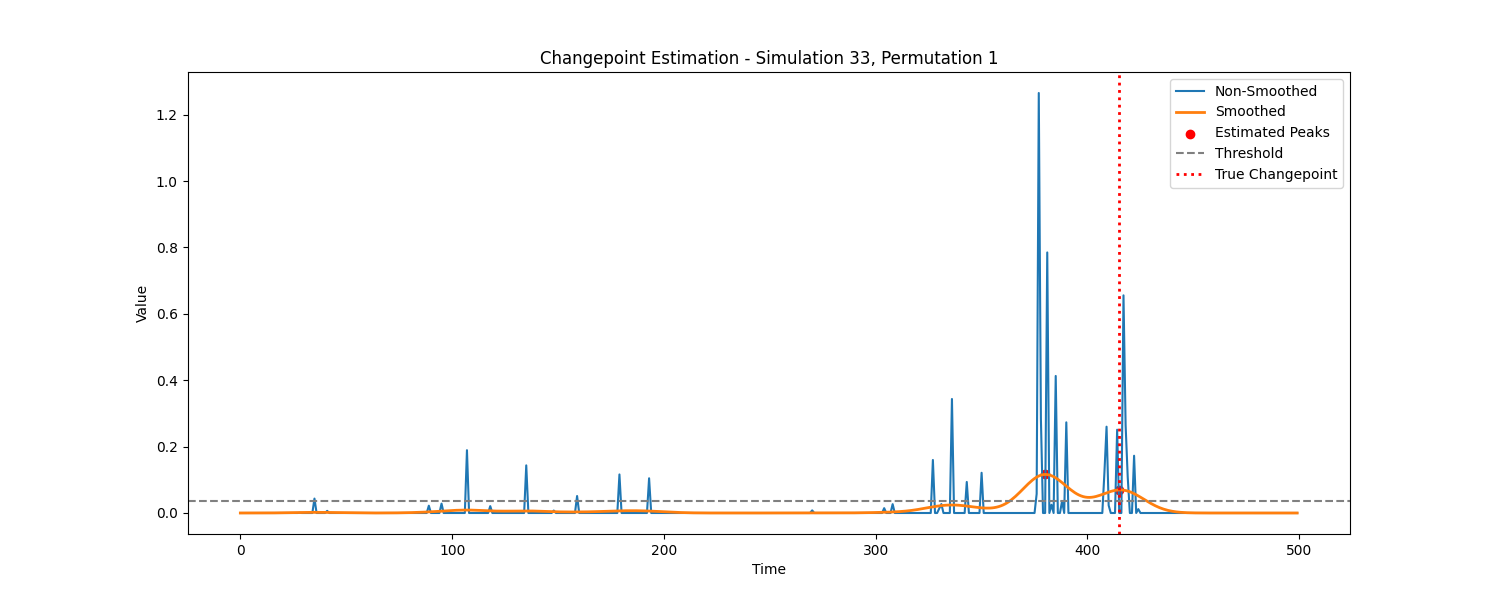 Changepoint Estimation - Simulation 33, Permutation 1
Non-Smoothed
Smoothed
Estimated Peaks
Threshold
True Changepoint
Value
1.2
1.0
0.8
0.6
0.4
0.2
0.0
0 100 200 300 400 500
Time